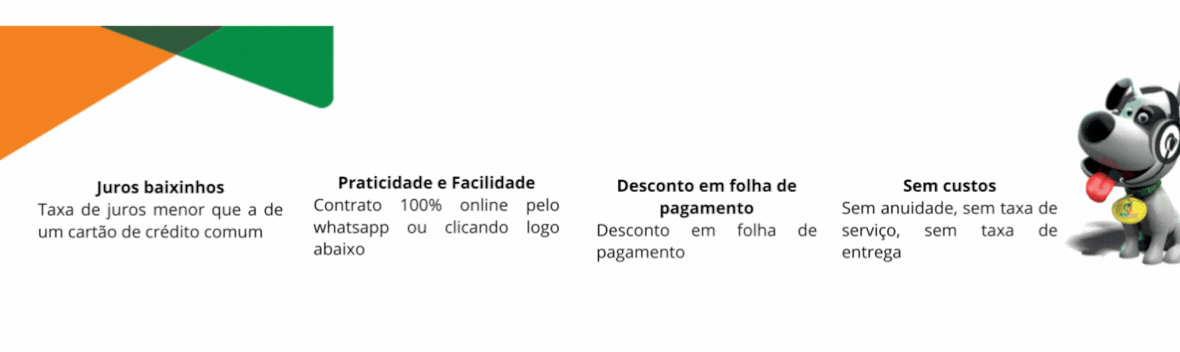 Juros baixinhos
Taxa de juros menor que a de
um cartão de crédito comum
Praticidade e Facilidade
Contrato 100% online pelo
whatsapp ou clicando logo
abaixo
Desconto em folha de
pagamento
Desconto em folha de
pagamento
Sem custos
Sem anuidade, sem taxa de
serviço, sem taxa de
entrega